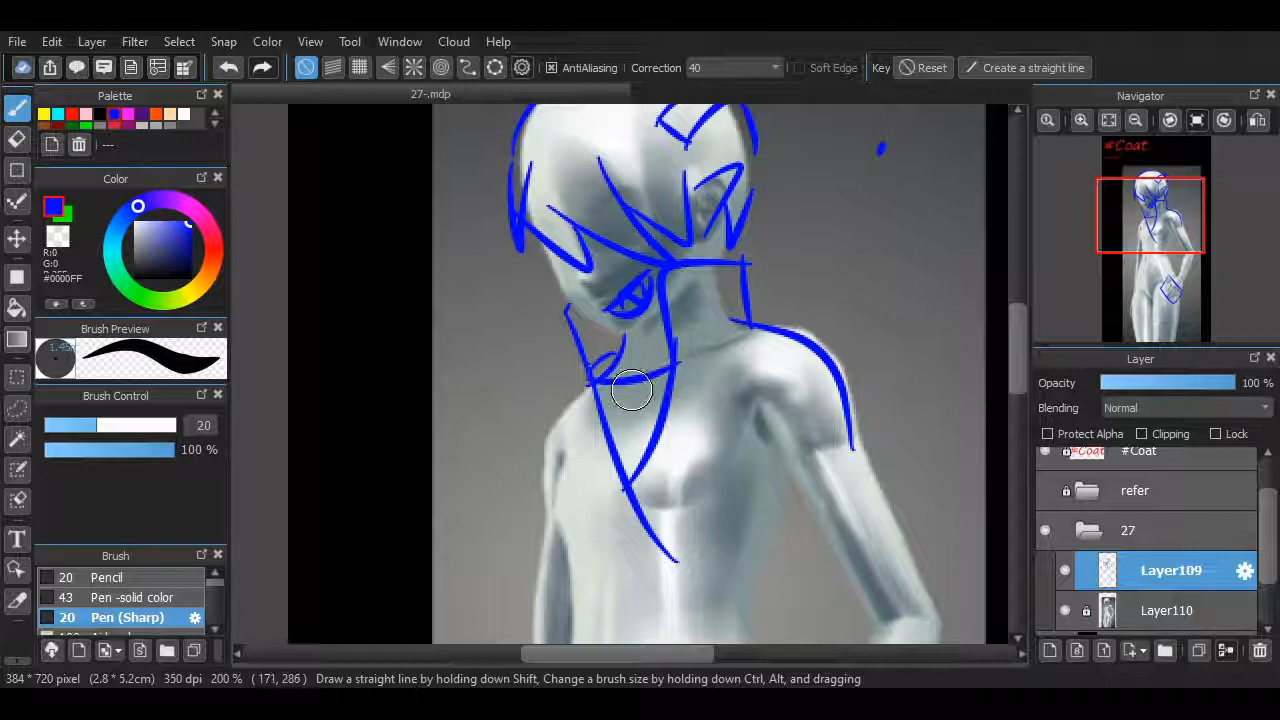 File Edit Layer Filter Select Snap Color View Tool Window Cloud Help
AntiAliasing Correction 40 Soft Edge Key Reset Create a straight line
Palette
27-.mdp
Navigator
---
#Coat
Color
R:0
#0000FF
Brush Preview
Layer
Opacity 100 %
Brush Control
Blending Normal
20
Protect Alpha Clipping Lock
100 %
#Coat #Coat
refer
27
Brush
Layer109
20 Pencil
43 Pen -solid color
20 Pen (Sharp)
Layer110
384 * 720 pixel (2.8 * 5.2cm) 350 dpi 200 % ( 171, 286 ) Draw a straight line by holding down Shift, Change a brush size by holding down Ctrl, Alt, and dragging